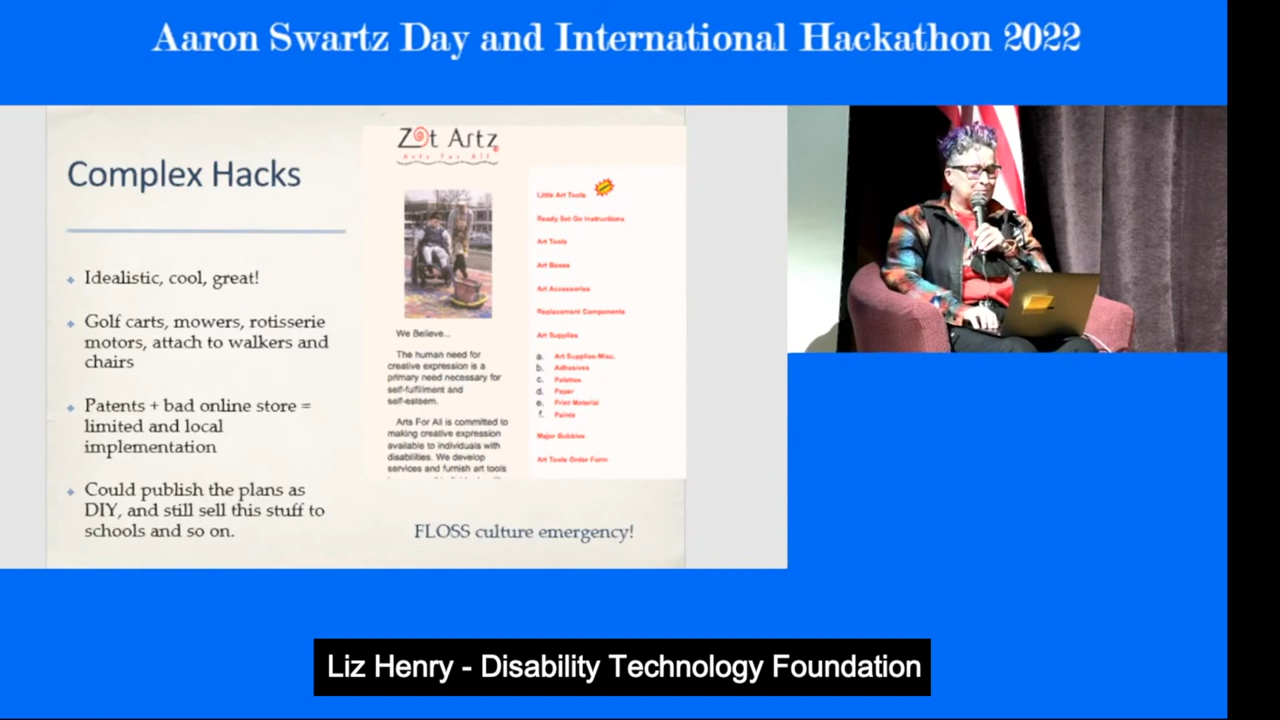 Aaron Swartz Day and International Hackathon 2022
Complex Hacks
Idealistic, cool, great!
Golf carts, mowers, rotisserie
motors, attach to walkers and
chairs
Patents + bad online store =
limited and local
implementation
Could publish the plans as
DIY, and still sell this stuff to
schools and so on.
Zot Artz
Arts For All
We Believe...
The human need for
creative expression is a
primary need necessary for
self-fulfillment and
self-esteem.
Arts For All is committed to
making creative expression
available to individuals with
disabilities. We develop
services and furnish art tools
Little Art Tools
Ready Set Go Instructions
Art Tools
Art Boxes
Art Accessories
Replacement Components
Art Supplies
a. Art Supplies-Misc.
b. Adhesives
c. Palettes
d. Paper
e. Print Material
f. Paints
Major Bubbles
Art Tools Order Form
FLOSS culture emergency!
Liz Henry - Disability Technology Foundation